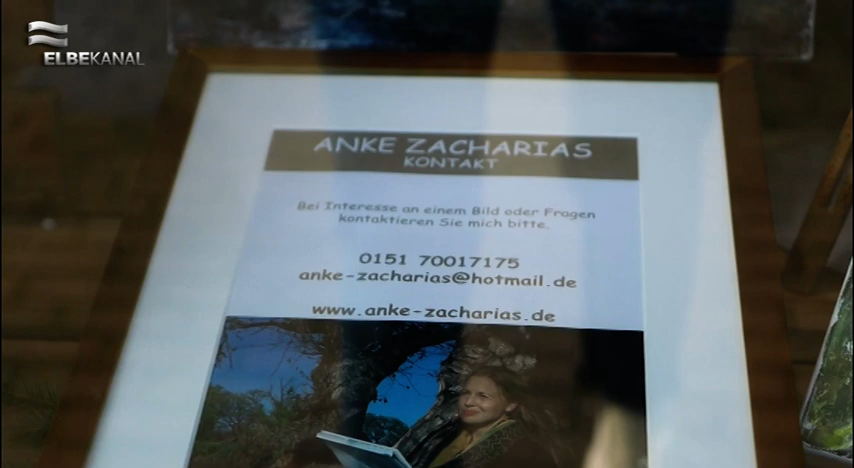 ELBEKANAL
ANKE ZACHARIAS
KONTAKT
Bei Interesse an einem Bild oder Fragen
kontaktieren Sie mich bitte.
0151 70017175
anke-zacharias@hotmail.de
www.anke-zacharias.de